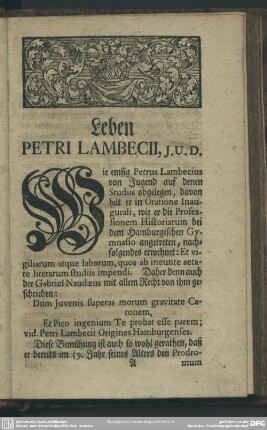 Leben
PETRI LAMBECII, J.U.D.
Wie emsig Petrus Lambecius
von Jugend auf denen
Studiis obgelegen, davon
hat er in Oratione Inau-
gurali, wie er die Profes-
sionem Historiarum bei
dem Hamburgischen Gy-
mnasio angetreten, nach-
folgendes erwehnet: Et vi-
giliarum atque laborum, quos ab ineunte aeta-
te literarum studiis impendi. Daher denn auch
der Gabriel Naudæus mit allem Recht von ihm ge-
schrieben:
Dum Juvenis superas morum gravitate Ca-
tonem,
Et Pico ingenium Te probat esse parem;
vid. Petri Lambecii Origines Hamburgenses.
Diese Bemühung ist auch so wohl gerathen, daß
er bereits im 19. Jahr seines Alters den Prodro-
A mum